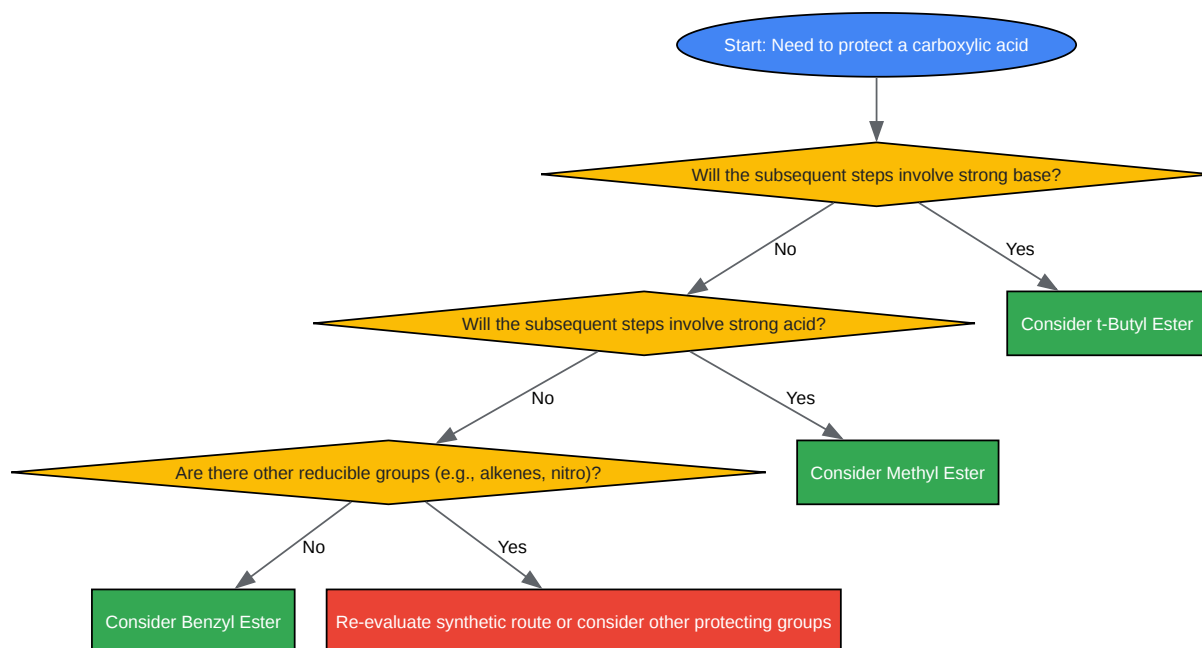 Start: Need to protect a carboxylic acid
Will the subsequent steps involve strong base?
No
Yes
Will the subsequent steps involve strong acid?
Consider t-Butyl Ester
No
Yes
Are there other reducible groups (e.g., alkenes, nitro)?
Consider Methyl Ester
No
Yes
Consider Benzyl Ester
Re-evaluate synthetic route or consider other protecting groups